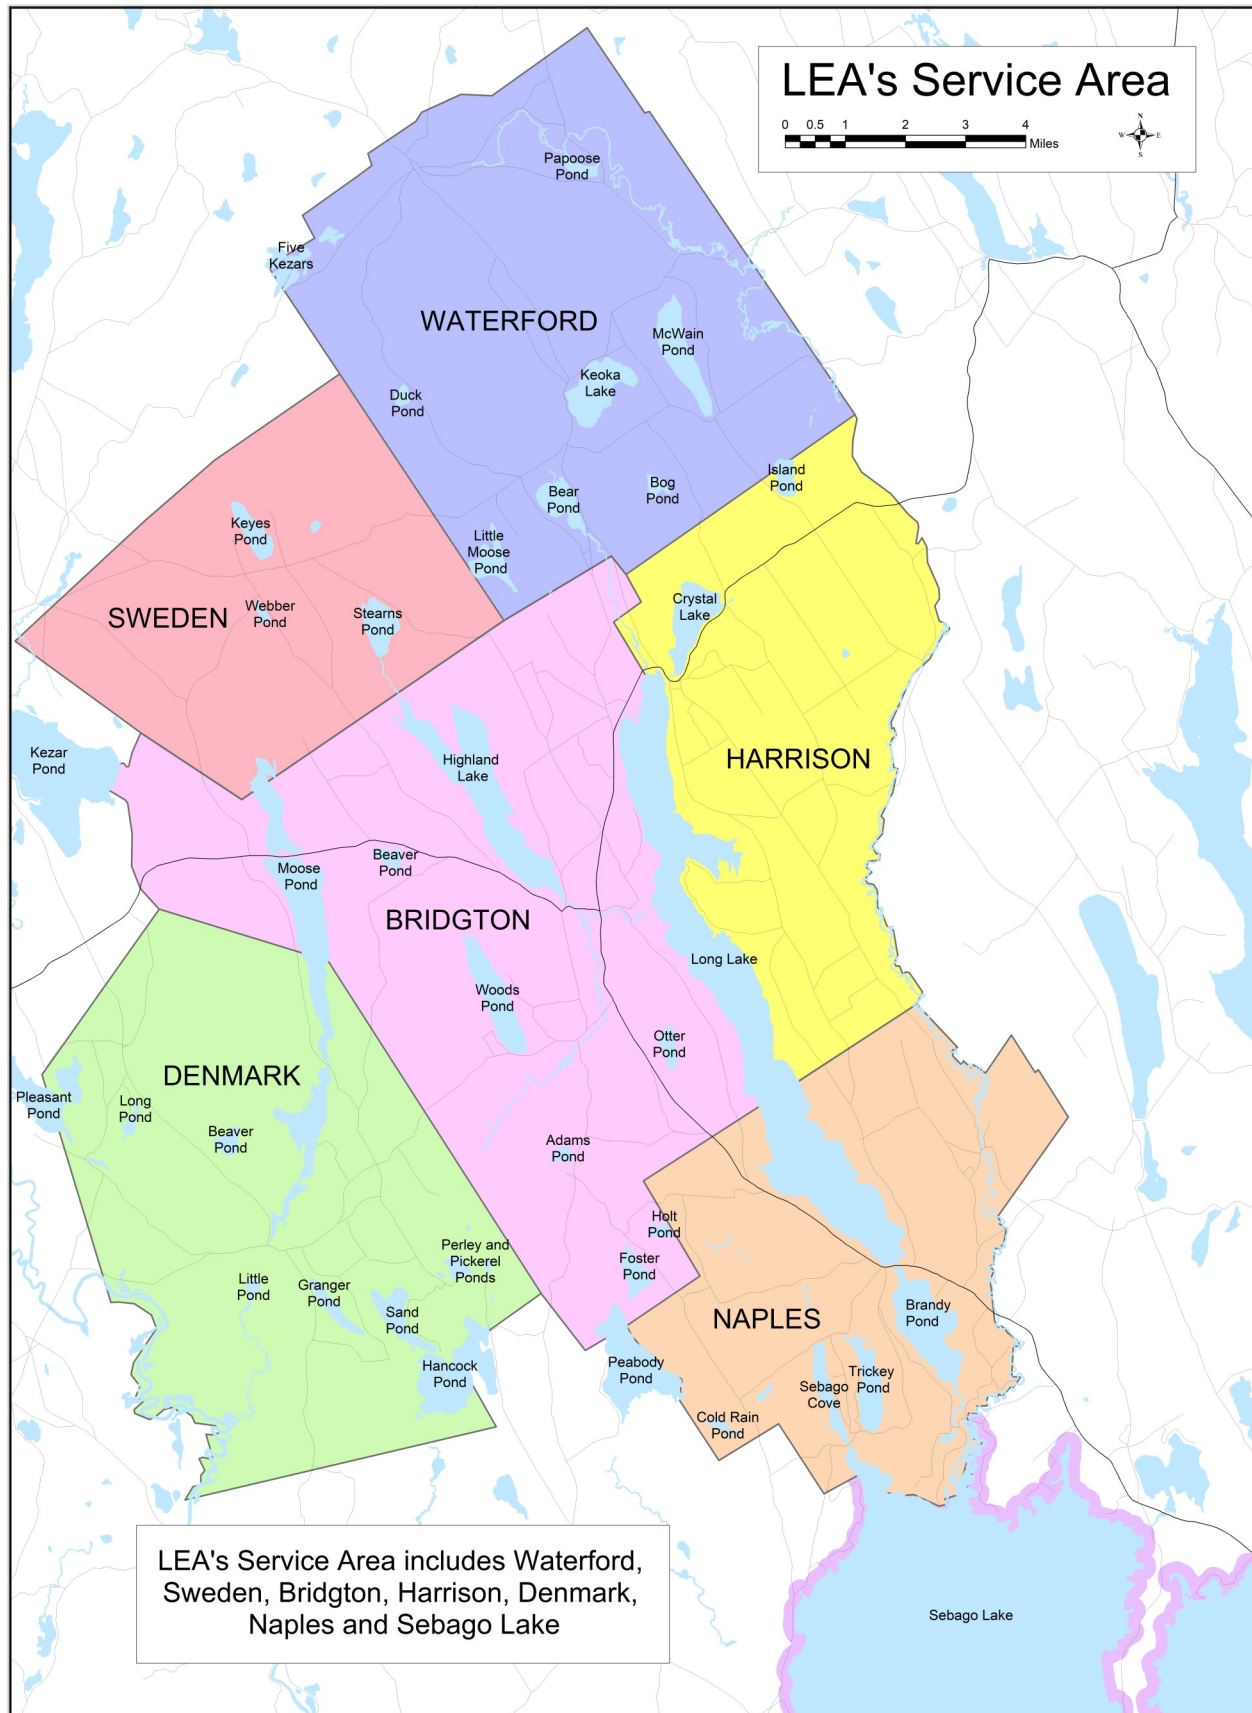 LEA's Service Area
0 0.5 1 2 3 4
Miles
N
W E
S
Papoose
Pond
Five
Kezars
WATERFORD
McWain
Pond
Keoka
Lake
Duck
Pond
Island
Pond
Bog
Pond
Bear
Pond
Little
Moose
Pond
Keyes
Pond
SWEDEN
Webber
Pond
Stearns
Pond
Crystal
Lake
Kezar
Pond
Highland
Lake
HARRISON
Moose
Pond
Beaver
Pond
BRIDGTON
Long Lake
Woods
Pond
Otter
Pond
DENMARK
Pleasant
Pond
Long
Pond
Beaver
Pond
Adams
Pond
Holt
Pond
Foster
Pond
Perley and
Pickerel
Ponds
Little
Pond
Granger
Pond
Sand
Pond
Hancock
Pond
Peabody
Pond
NAPLES
Brandy
Pond
Trickey
Pond
Sebago
Cove
Cold Rain
Pond
LEA's Service Area includes Waterford,
Sweden, Bridgton, Harrison, Denmark,
Naples and Sebago Lake
Sebago Lake